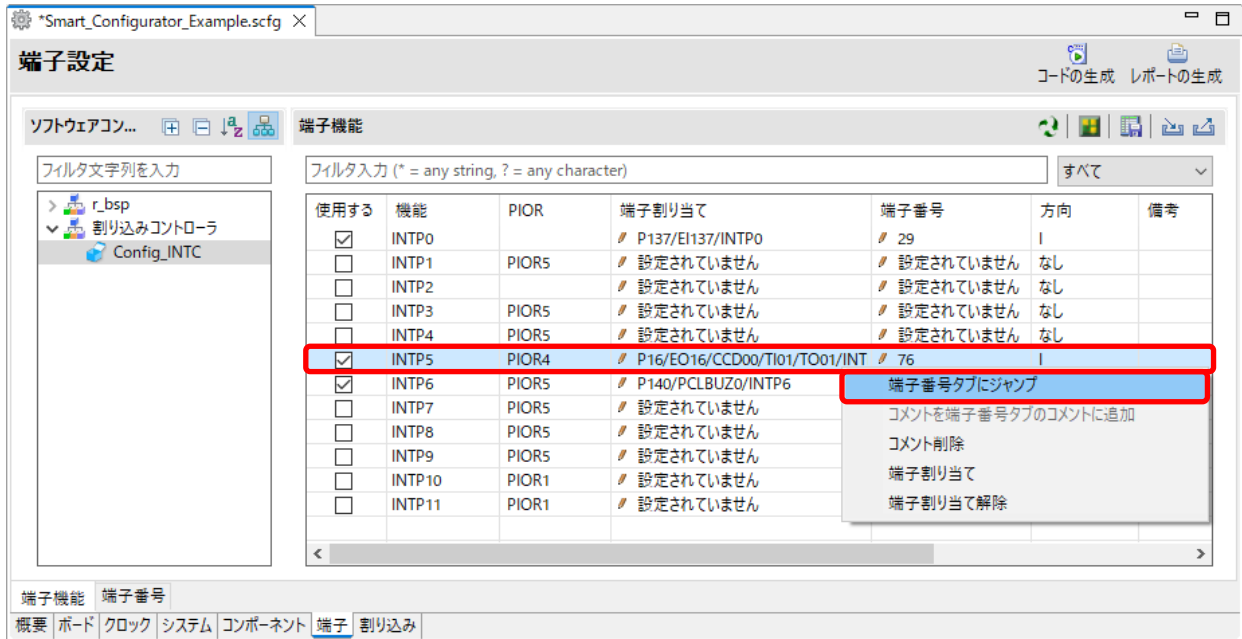 *Smart_Configurator_Example.scfg
端子設定
コードの生成 レポートの生成
ソフトウェアコン...
端子機能
フィルタ文字列を入力
フィルタ入力 (* = any string, ? = any character)
すべて
r_bsp
割り込みコントローラ
Config_INTC
使用する 機能 PIOR 端子割り当て 端子番号 方向 備考
INTP0 P137/EI137/INTP0 29 I
INTP1 PIOR5 設定されていません 設定されていません なし
INTP2 設定されていません 設定されていません なし
INTP3 PIOR5 設定されていません 設定されていません なし
INTP4 PIOR5 設定されていません 設定されていません なし
INTP5 PIOR4 P16/EO16/CCD00/TI01/TO01/INT 76 I
INTP6 PIOR5 P140/PCLBUZ0/INTP6
INTP7 PIOR5 設定されていません
INTP8 PIOR5 設定されていません
INTP9 PIOR5 設定されていません
INTP10 PIOR1 設定されていません
INTP11 PIOR1 設定されていません
端子番号タブにジャンプ
コメントを端子番号タブのコメントに追加
コメント削除
端子割り当て
端子割り当て解除
端子機能 端子番号
概要 ボード クロック システム コンポーネント 端子 割り込み